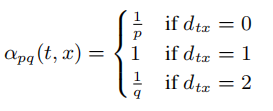 1/p if d_tx = 0
α_pq(t, x) = { 1 if d_tx = 1
1/q if d_tx = 2